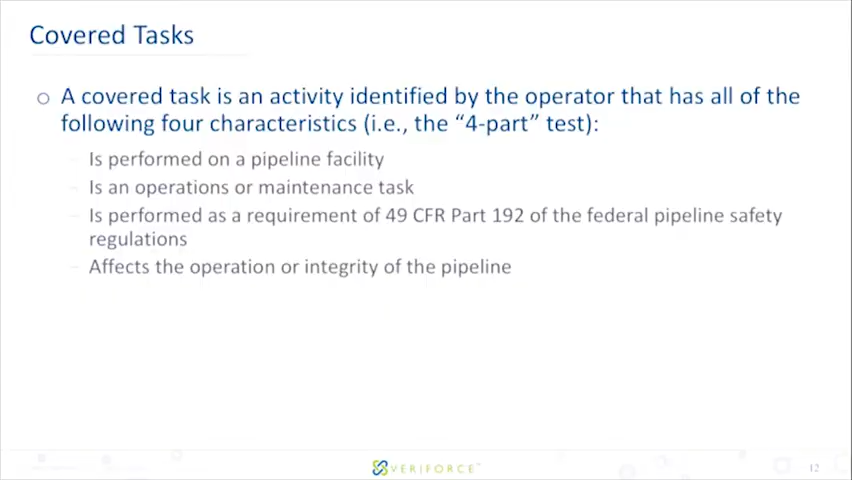 Covered Tasks
○ A covered task is an activity identified by the operator that has all of the
following four characteristics (i.e., the “4-part” test):
– Is performed on a pipeline facility
– Is an operations or maintenance task
– Is performed as a requirement of 49 CFR Part 192 of the federal pipeline safety
regulations
– Affects the operation or integrity of the pipeline
VERIFORCE™
12